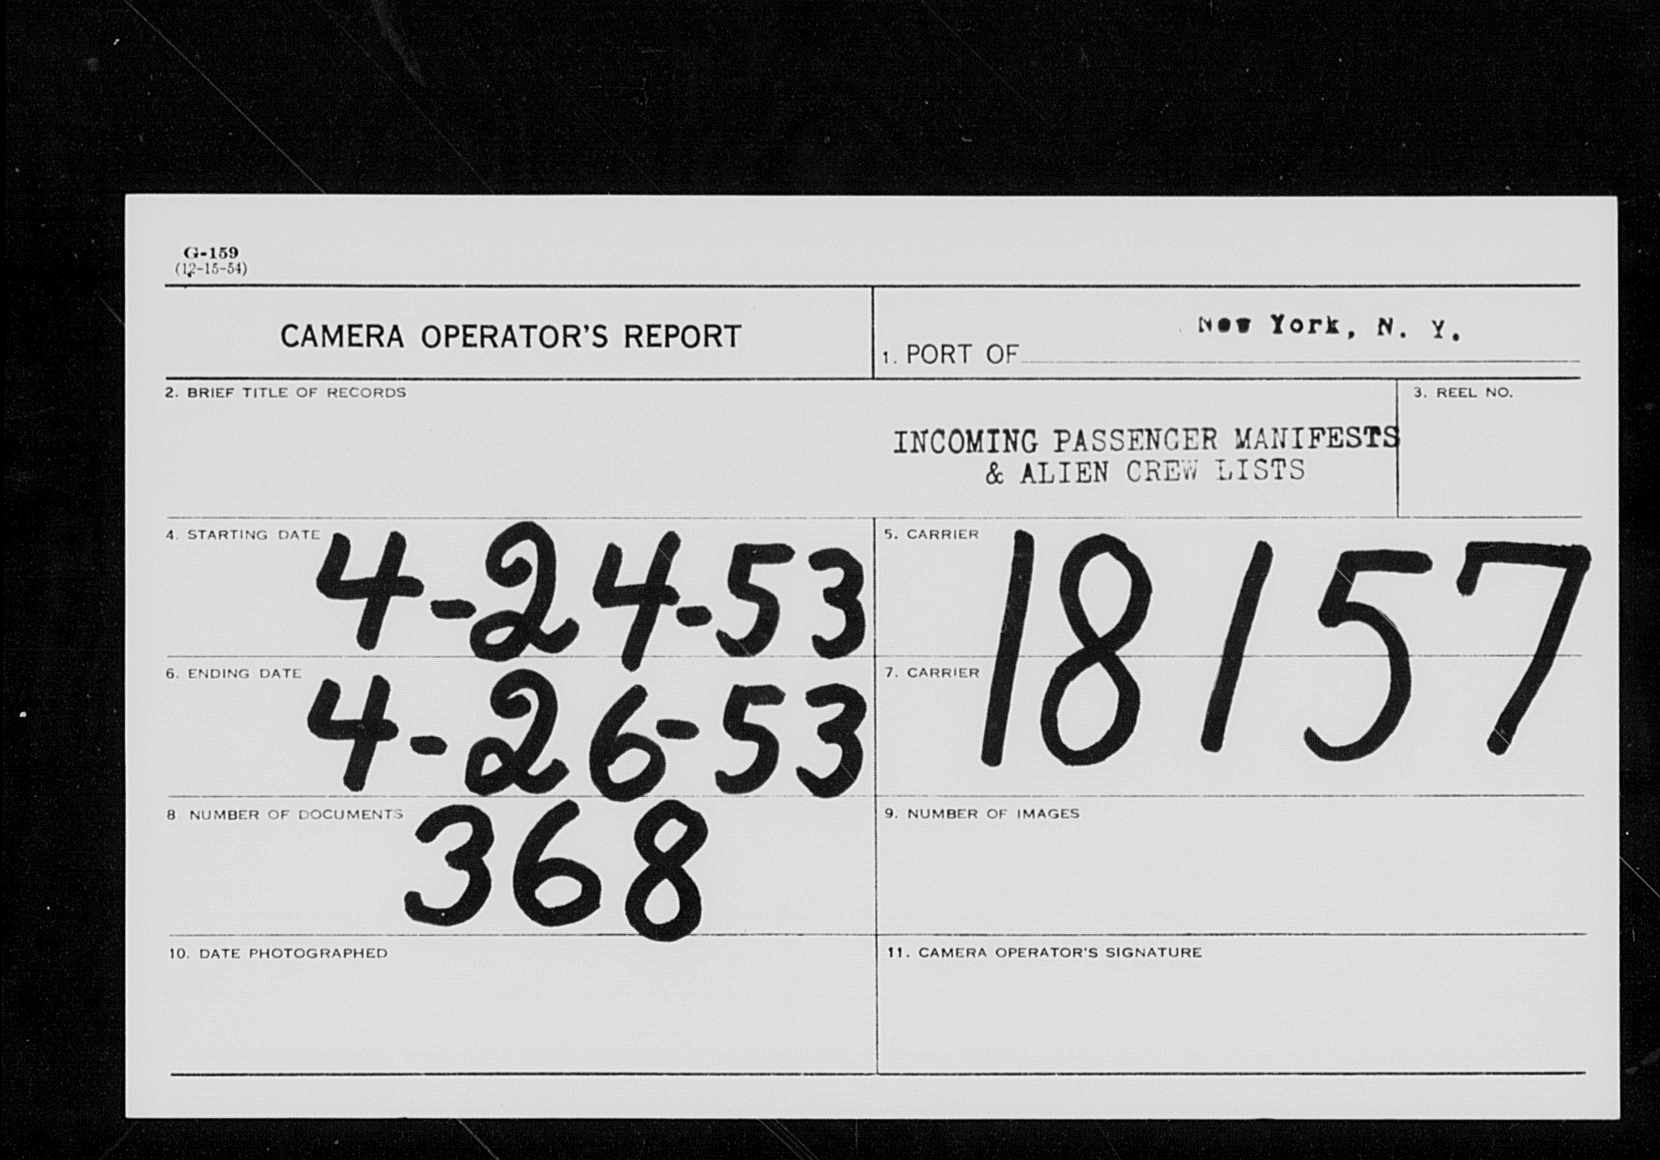 G-159
(12-15-54)
CAMERA OPERATOR'S REPORT
1. PORT OF New York, N. Y.
2. BRIEF TITLE OF RECORDS
3. REEL NO.
INCOMING PASSENGER MANIFESTS
& ALIEN CREW LISTS
4. STARTING DATE 4-24-53
5. CARRIER 18157
6. ENDING DATE 4-26-53
7. CARRIER
8 NUMBER OF DOCUMENTS 368
9. NUMBER OF IMAGES
10. DATE PHOTOGRAPHED
11. CAMERA OPERATOR'S SIGNATURE